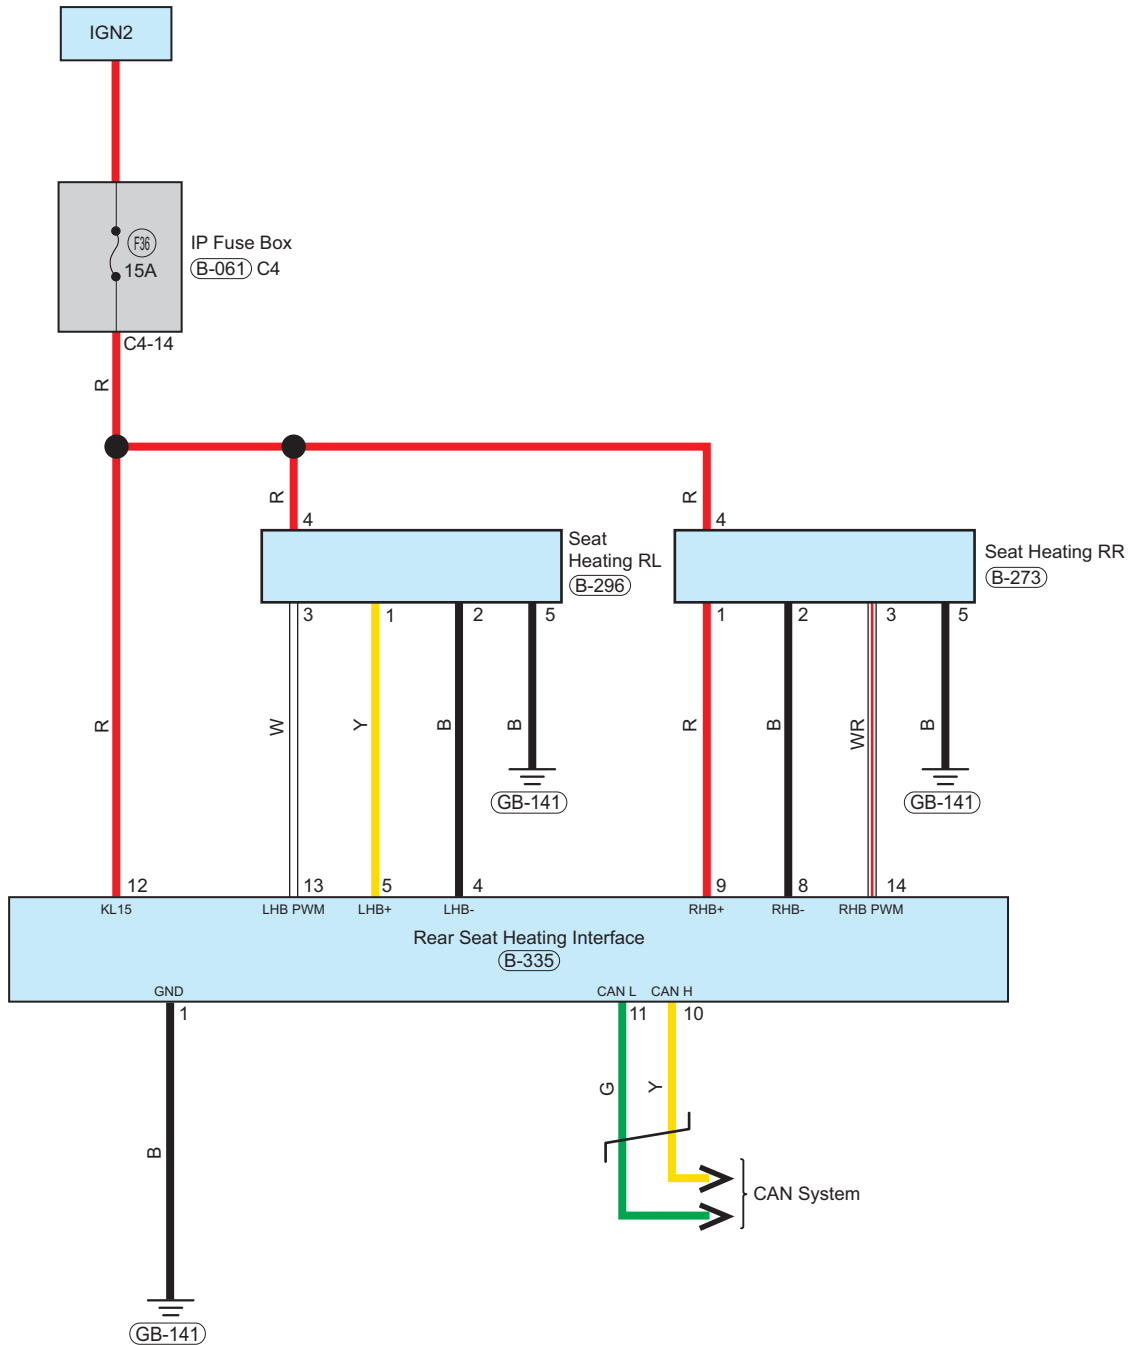 IGN2
F36
15A
IP Fuse Box
B-061 C4
C4-14
R
R
R
4
4
Seat
Heating RL
B-296
Seat Heating RR
B-273
3
1
2
5
1
2
3
5
R
W
Y
B
B
R
B
WR
B
GB-141
GB-141
12
13
5
4
9
8
14
KL15
LHB PWM
LHB+
LHB-
RHB+
RHB-
RHB PWM
Rear Seat Heating Interface
B-335
GND
CAN L
CAN H
1
11
10
G
Y
B
CAN System
GB-141